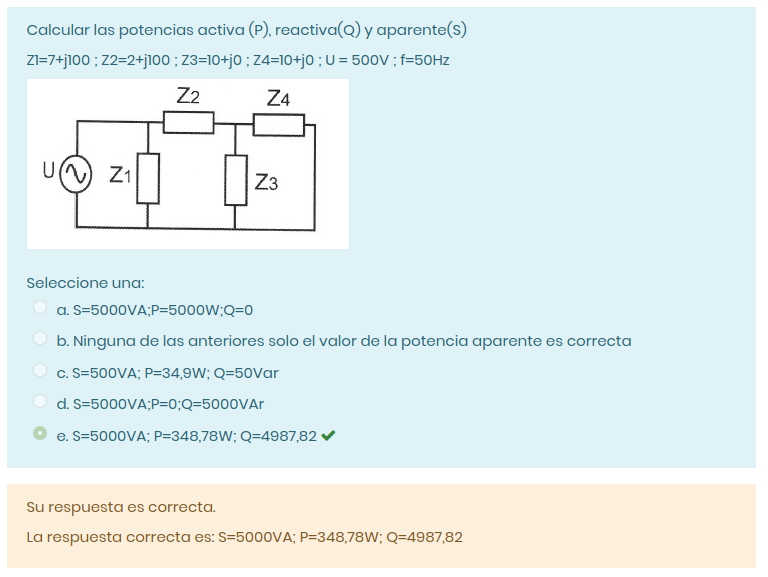 Calcular las potencias activa (P), reactiva(Q) y aparente(S)
Z1=7+j100 ; Z2=2+j100 ; Z3=10+j0 ; Z4=10+j0 ; U = 500V ; f=50Hz
Z2
Z4
U
Z1
Z3
Seleccione una:
a. S=5000VA;P=5000W;Q=0
b. Ninguna de las anteriores solo el valor de la potencia aparente es correcta
c. S=500VA; P=34,9W; Q=50Var
d. S=5000VA;P=0;Q=5000VAr
e. S=5000VA; P=348,78W; Q=4987,82
Su respuesta es correcta.
La respuesta correcta es: S=5000VA; P=348,78W; Q=4987,82